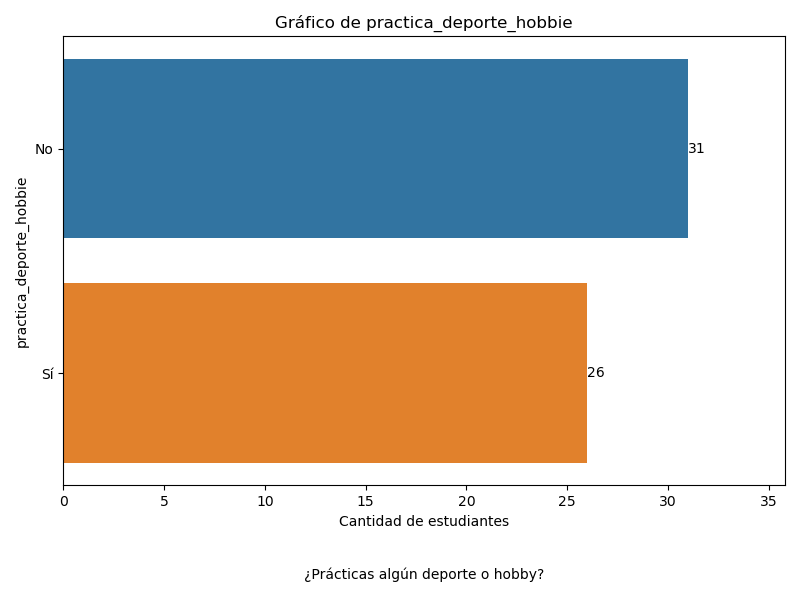 Gráfico de practica_deporte_hobbie
practica_deporte_hobbie
No
31
Sí
26
0 5 10 15 20 25 30 35
Cantidad de estudiantes
¿Prácticas algún deporte o hobby?